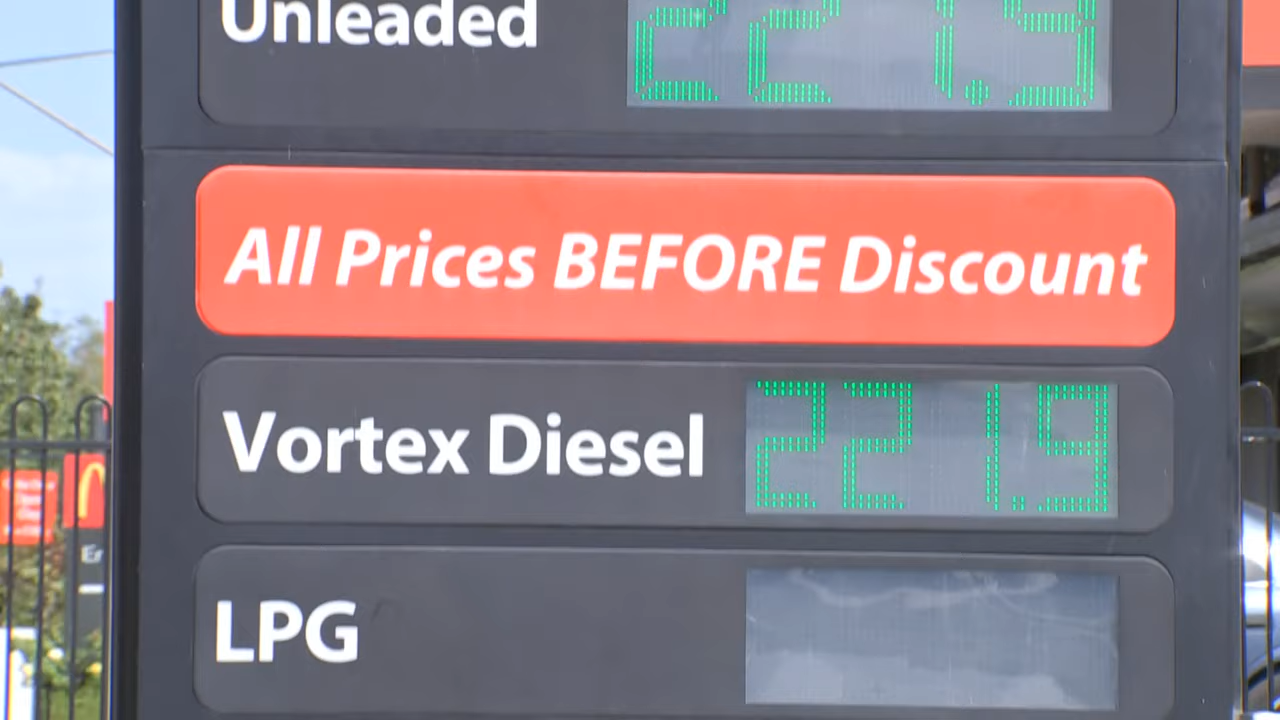 Unleaded 221.9
All Prices BEFORE Discount
Vortex Diesel 221.9
LPG